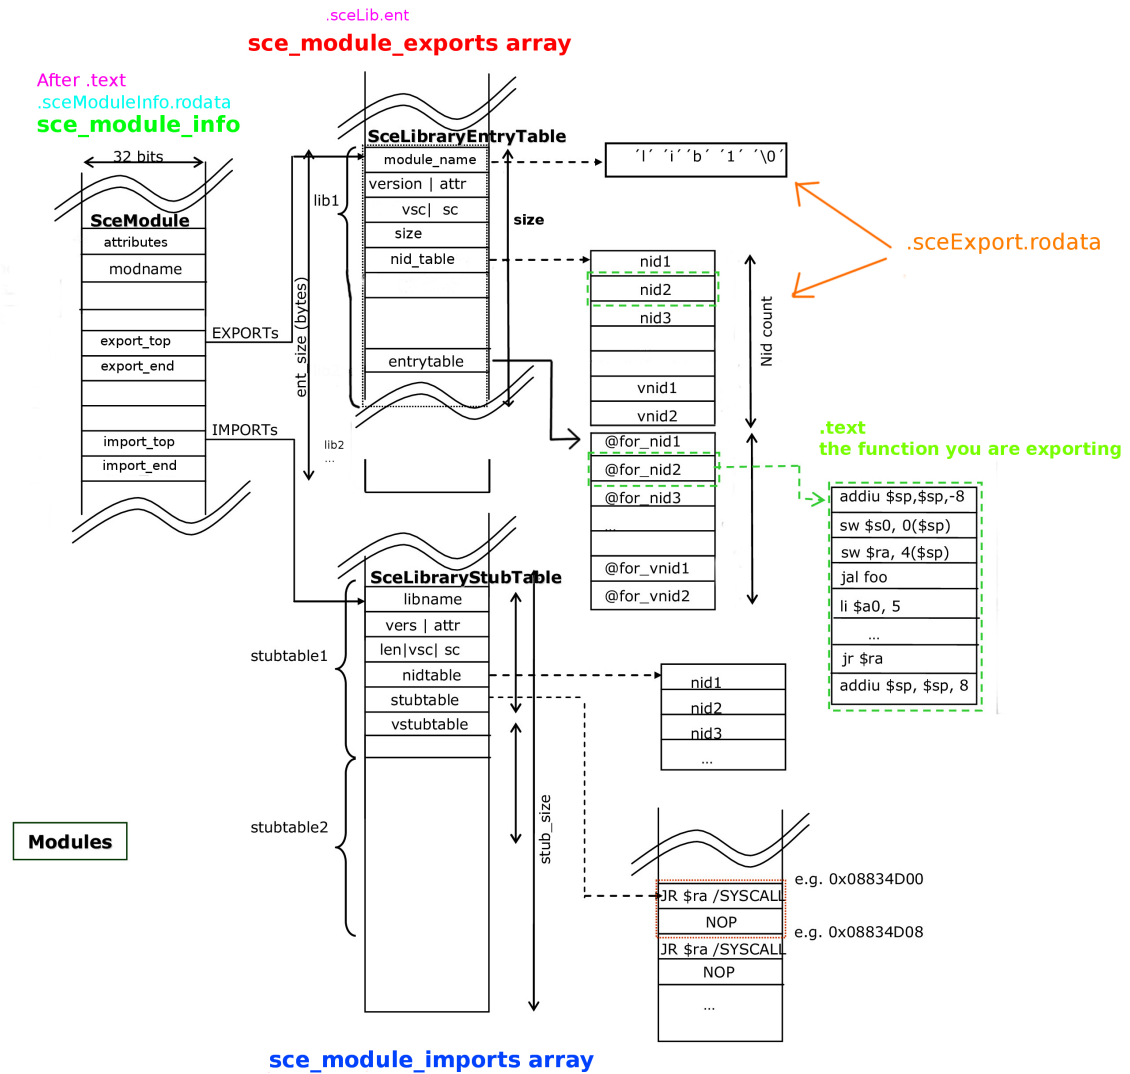 .sceLib.ent
sce_module_exports array
After .text
.sceModuleInfo.rodata
sce_module_info
32 bits
SceModule
attributes
modname
export_top
export_end
import_top
import_end
EXPORTs
IMPORTs
SceLibraryEntryTable
module_name
version | attr
vsc| sc
size
nid_table
entrytable
lib1
ent_size (bytes)
size
lib2
...
´l´ ´i´´b´ ´1´ ´\0´
.sceExport.rodata
nid1
nid2
nid3
vnid1
vnid2
Nid count
@for_nid1
@for_nid2
@for_nid3
...
@for_vnid1
@for_vnid2
.text
the function you are exporting
addiu $sp,$sp,-8
sw $s0, 0($sp)
sw $ra, 4($sp)
jal foo
li $a0, 5
...
jr $ra
addiu $sp, $sp, 8
SceLibraryStubTable
libname
vers | attr
len|vsc| sc
nidtable
stubtable
vstubtable
stubtable1
stubtable2
stub_size
nid1
nid2
nid3
...
Modules
e.g. 0x08834D00
JR $ra /SYSCALL
NOP
e.g. 0x08834D08
JR $ra /SYSCALL
NOP
...
sce_module_imports array